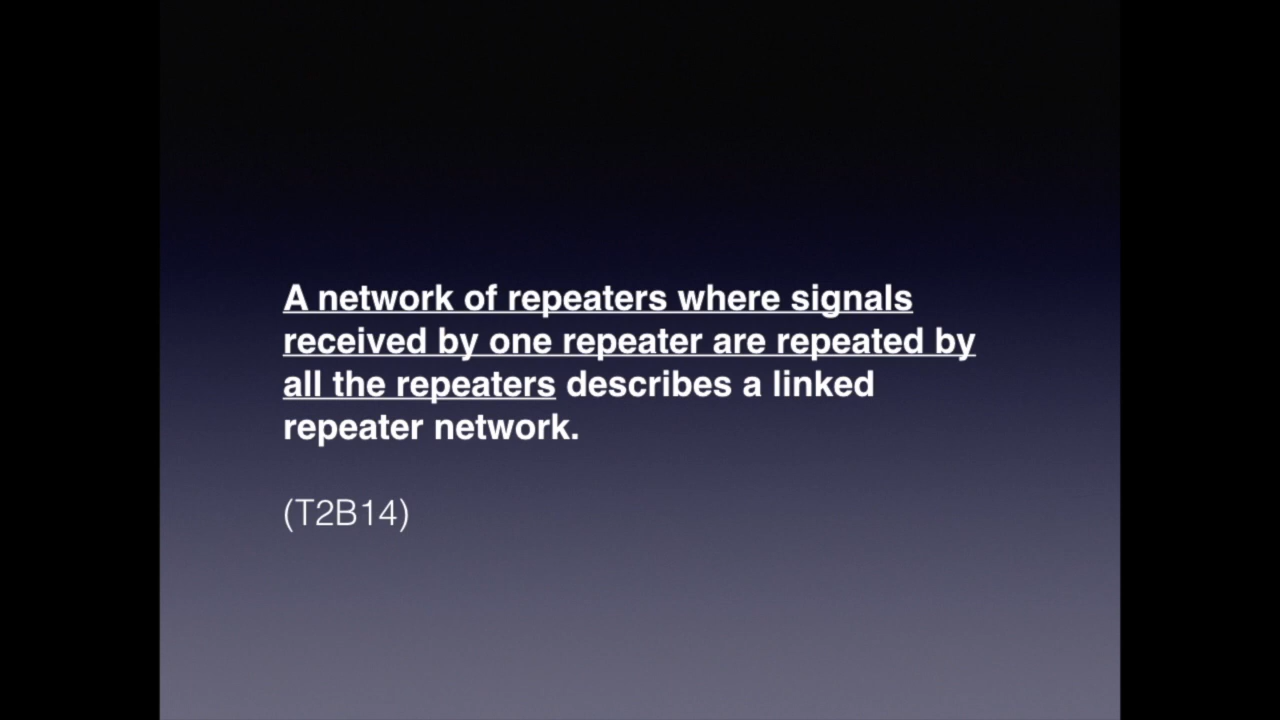 A network of repeaters where signals
received by one repeater are repeated by
all the repeaters describes a linked
repeater network.
(T2B14)